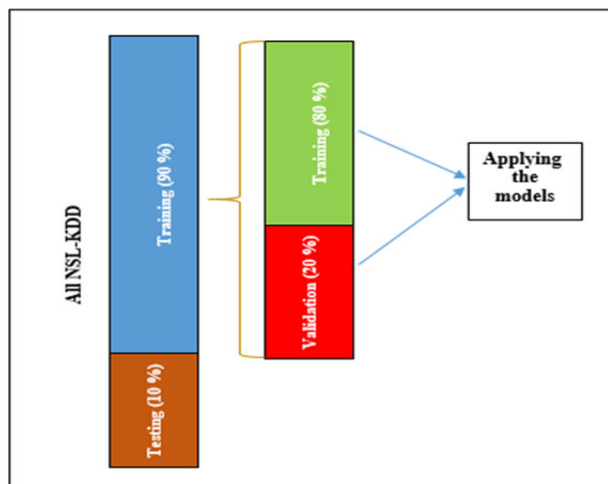 All NSL-KDD
Training (90 %)
Testing (10 %)
Training (80 %)
Validation (20 %)
Applying
the
models